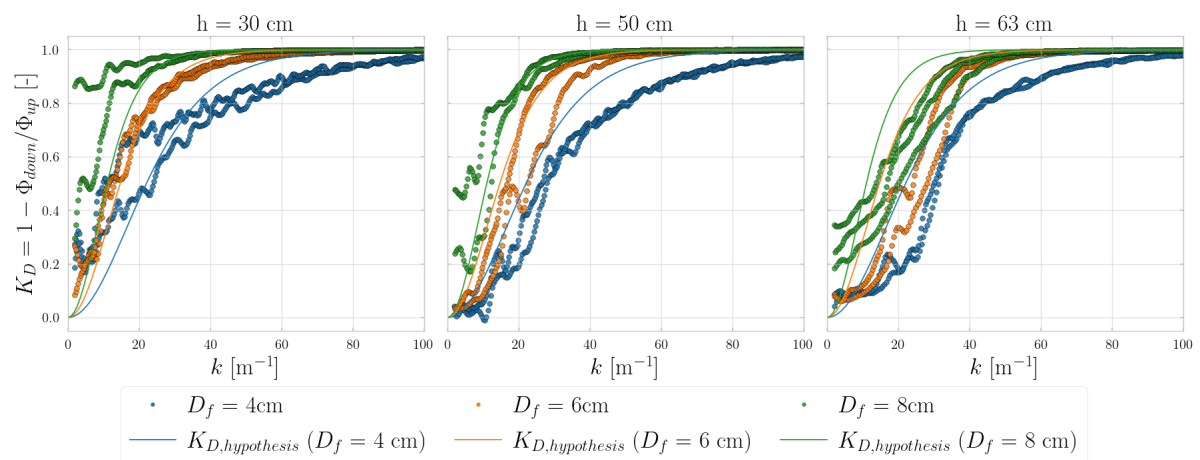 h = 30 cm
h = 50 cm
h = 63 cm
K_D = 1 − Φ_down/Φ_up [-]
1.0
0.8
0.6
0.4
0.2
0.0
0 20 40 60 80 100
0 20 40 60 80 100
0 20 40 60 80 100
k [m⁻¹]
k [m⁻¹]
k [m⁻¹]
D_f = 4cm
D_f = 6cm
D_f = 8cm
K_D,hypothesis (D_f = 4 cm)
K_D,hypothesis (D_f = 6 cm)
K_D,hypothesis (D_f = 8 cm)